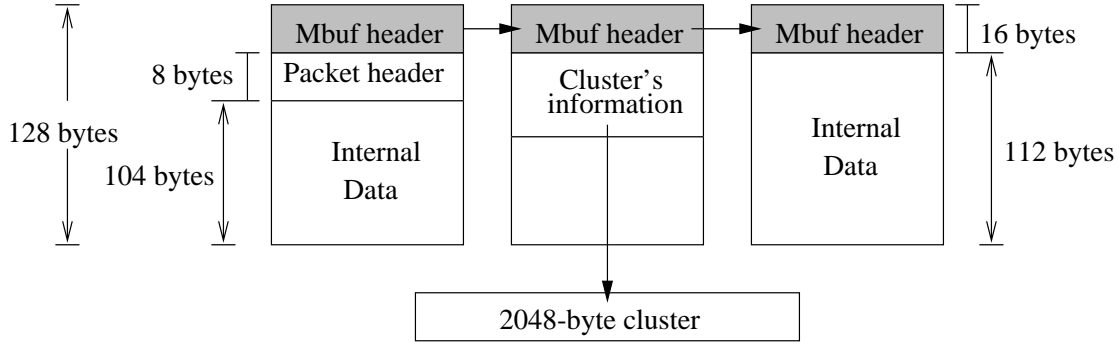 Mbuf header
Mbuf header
Mbuf header
16 bytes
8 bytes
Packet header
Cluster's
information
128 bytes
104 bytes
Internal
Data
Internal
Data
112 bytes
2048-byte cluster